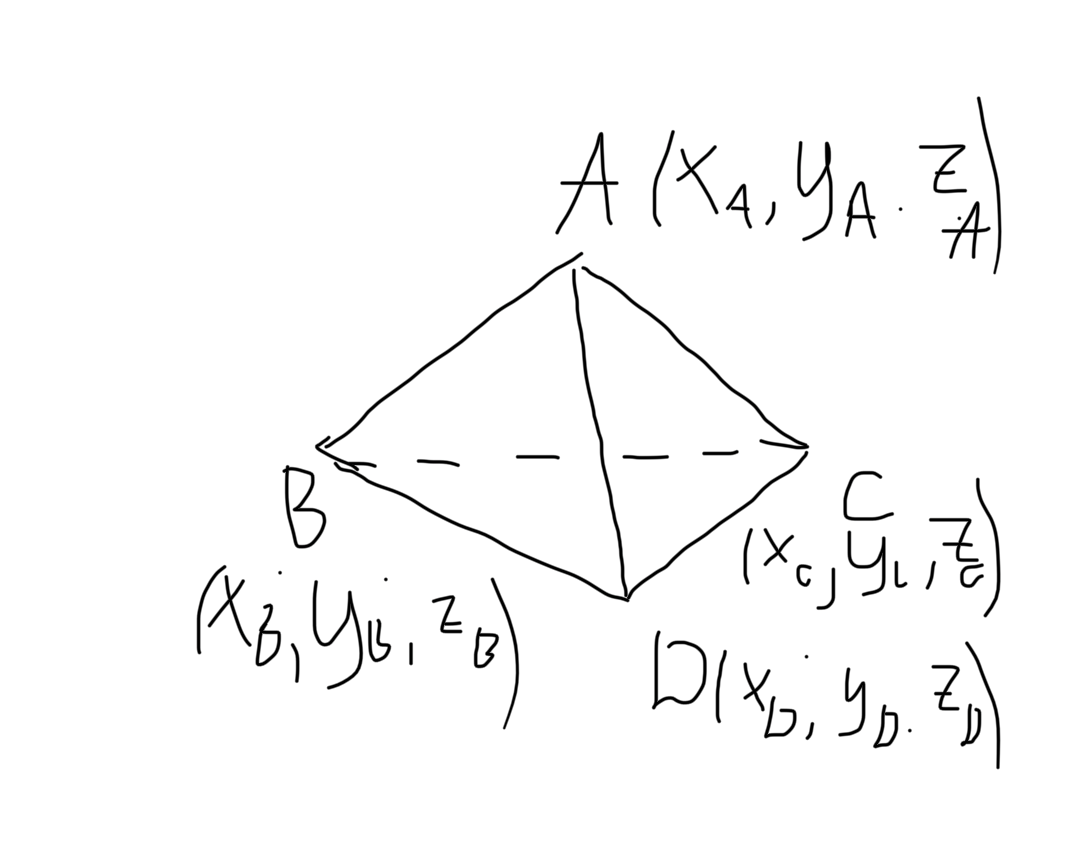 A (x_A, y_A. z_A)
B
(x_B, y_B, z_B)
C
(x_C, y_C, z_C)
D(x_D, y_D. z_D)